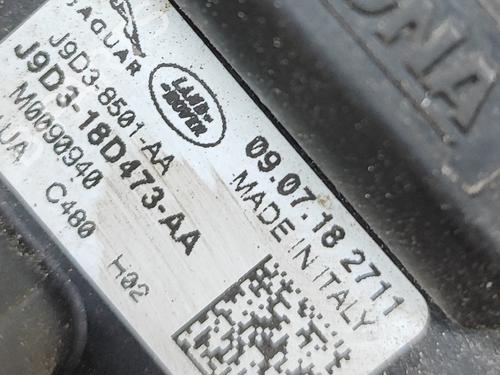 JAGUAR
LAND-
ROVER
J9D3-8501-AA
J9D3-18D473-AA
M0090940
C480 H02
09.07.18 2711
MADE IN ITALY